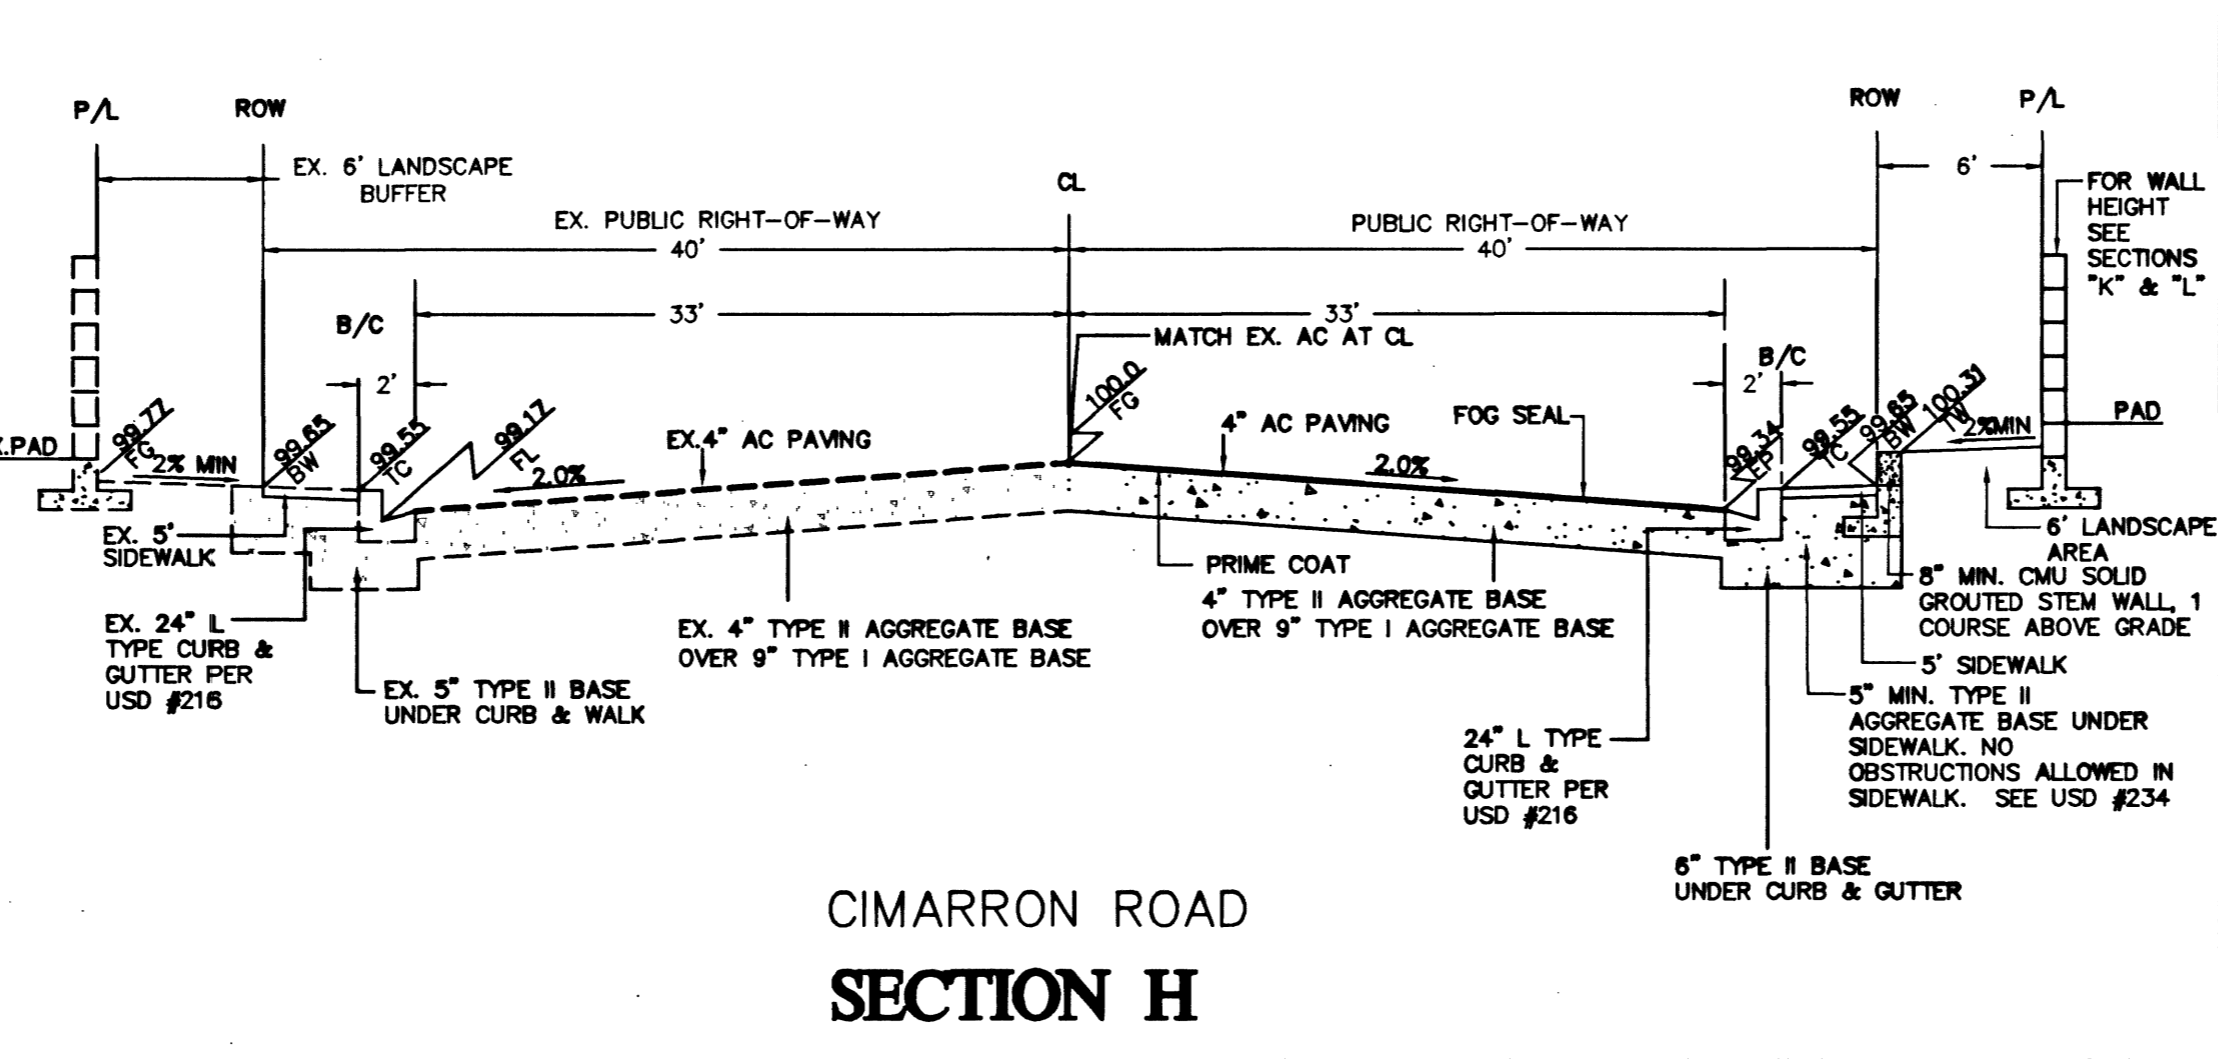 P/L
ROW
CL
ROW
P/L
EX. 6' LANDSCAPE
BUFFER
6'
EX. PUBLIC RIGHT-OF-WAY
40'
PUBLIC RIGHT-OF-WAY
40'
FOR WALL
HEIGHT
SEE
SECTIONS
"K" & "L"
33'
33'
B/C
2'
MATCH EX. AC AT CL
B/C
2'
99.77
FG
99.65
BW
99.55
TC
99.17
FL
100.0
FG
99.34
EP
99.55
TC
99.65
BW
100.31
TW
X.PAD
2% MIN
2.0%
EX.4" AC PAVING
4" AC PAVING
FOG SEAL
2.0%
2%MIN
PAD
EX. 5'
SIDEWALK
EX. 24" L
TYPE CURB &
GUTTER PER
USD #216
EX. 5" TYPE II BASE
UNDER CURB & WALK
EX. 4" TYPE II AGGREGATE BASE
OVER 9" TYPE I AGGREGATE BASE
PRIME COAT
4" TYPE II AGGREGATE BASE
OVER 9" TYPE I AGGREGATE BASE
6' LANDSCAPE
AREA
8" MIN. CMU SOLID
GROUTED STEM WALL, 1
COURSE ABOVE GRADE
5' SIDEWALK
5" MIN. TYPE II
AGGREGATE BASE UNDER
SIDEWALK. NO
OBSTRUCTIONS ALLOWED IN
SIDEWALK. SEE USD #234
24" L TYPE
CURB &
GUTTER PER
USD #216
6" TYPE II BASE
UNDER CURB & GUTTER
CIMARRON ROAD
SECTION H